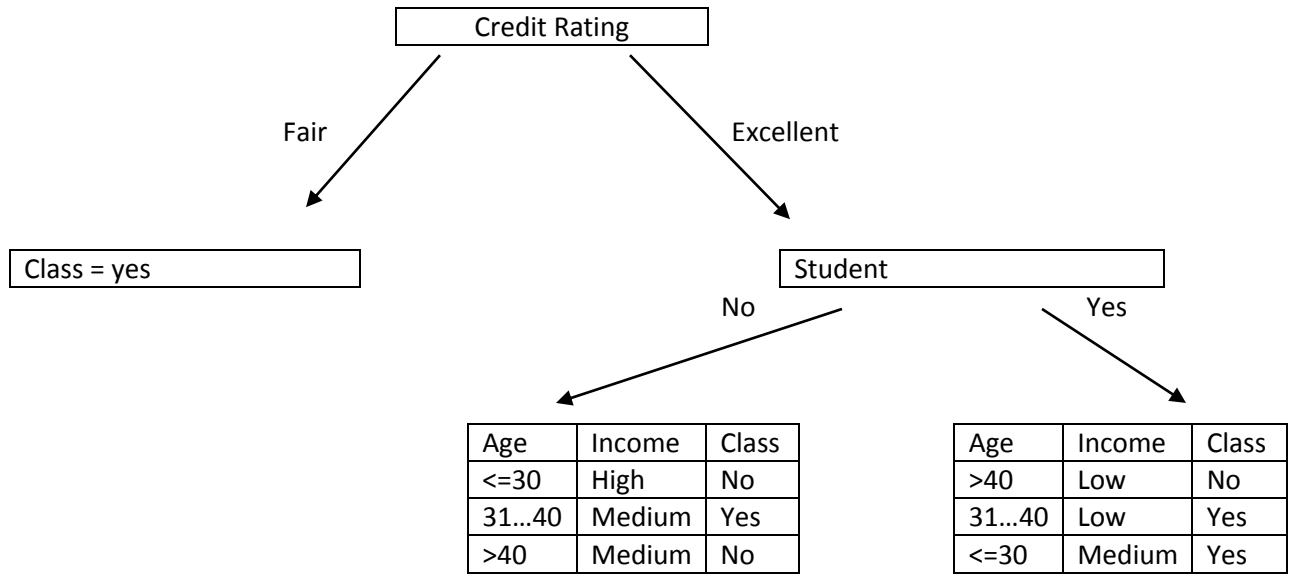 Credit Rating
Fair
Excellent
Class = yes
Student
No
Yes
Age Income Class
<=30 High No
31…40 Medium Yes
>40 Medium No
Age Income Class
>40 Low No
31…40 Low Yes
<=30 Medium Yes